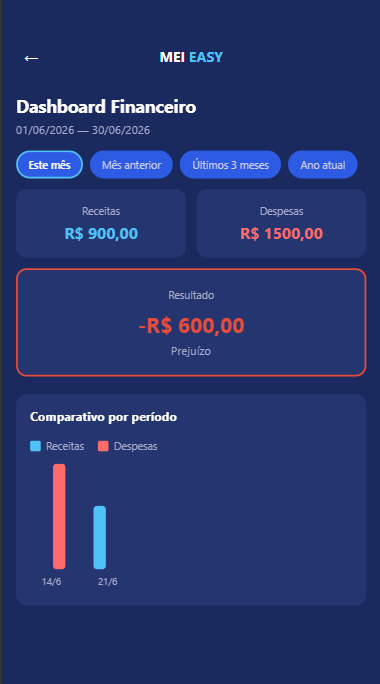 ←
MEI EASY
Dashboard Financeiro
01/06/2026 — 30/06/2026
Este mês Mês anterior Últimos 3 meses Ano atual
Receitas Despesas
R$ 900,00 R$ 1500,00
Resultado
-R$ 600,00
Prejuízo
Comparativo por período
Receitas Despesas
14/6 21/6